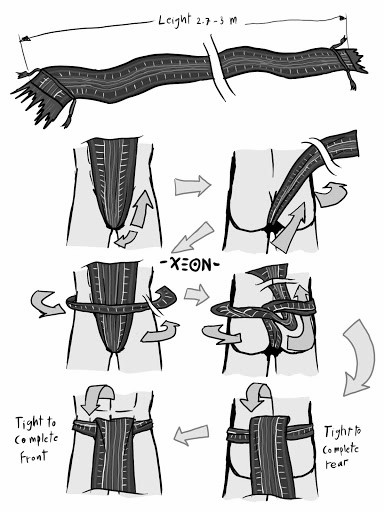 Leight 2.7-3 m
-XEON-
Tight to
complete
Front
Tight to
complete
rear